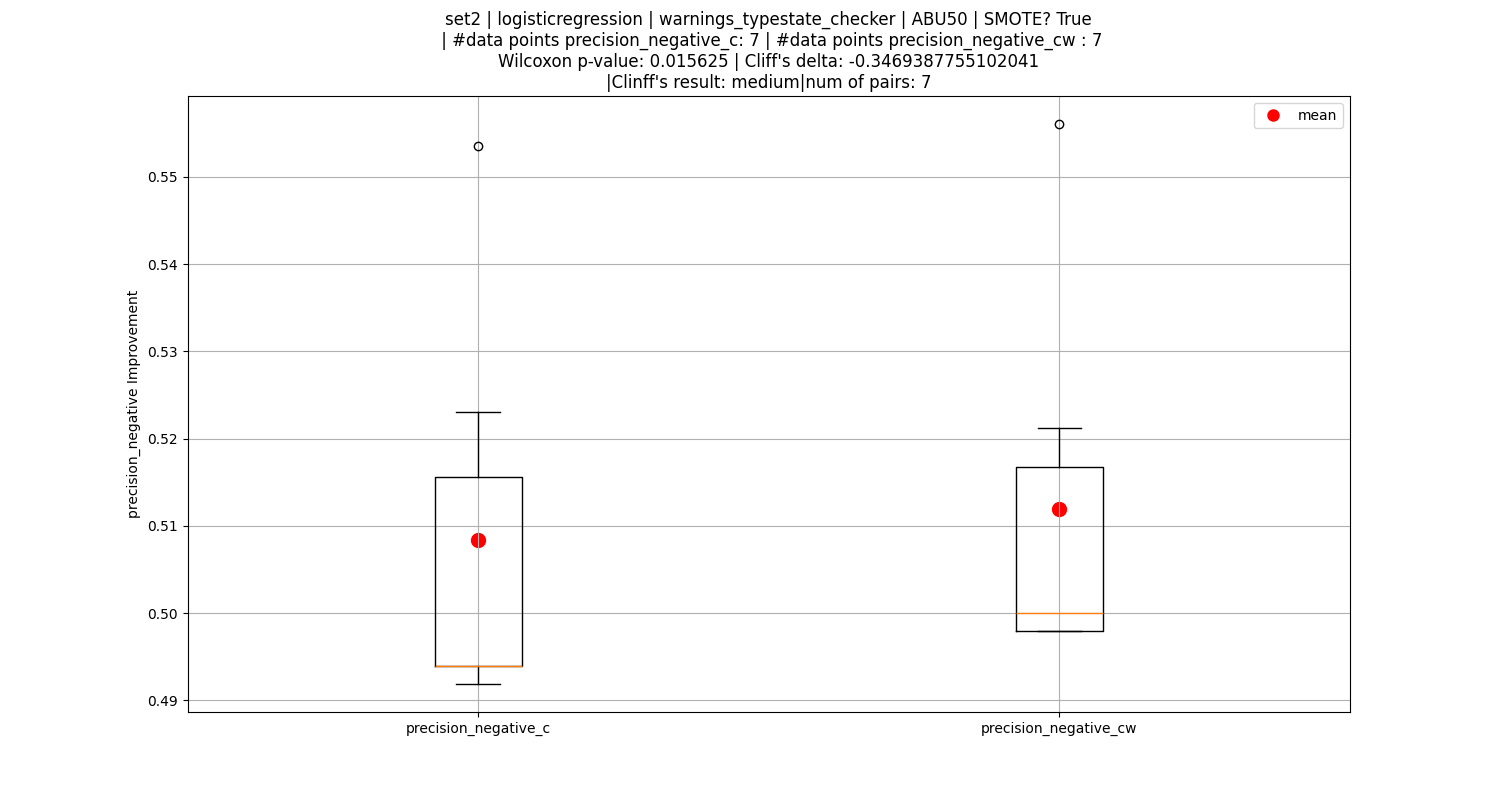 set2 | logisticregression | warnings_typestate_checker | ABU50 | SMOTE? True
| #data points precision_negative_c: 7 | #data points precision_negative_cw : 7
Wilcoxon p-value: 0.015625 | Cliff's delta: -0.3469387755102041
|Clinff's result: medium|num of pairs: 7
mean
0.55
0.54
0.53
0.52
0.51
0.50
0.49
precision_negative Improvement
precision_negative_c
precision_negative_cw